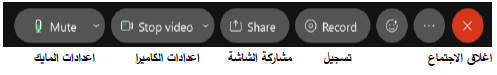 Mute Stop video Share Record
اعدادات المايك اعدادات الكاميرا مشاركة الشاشة تسجيل اغلاق الاجتماع